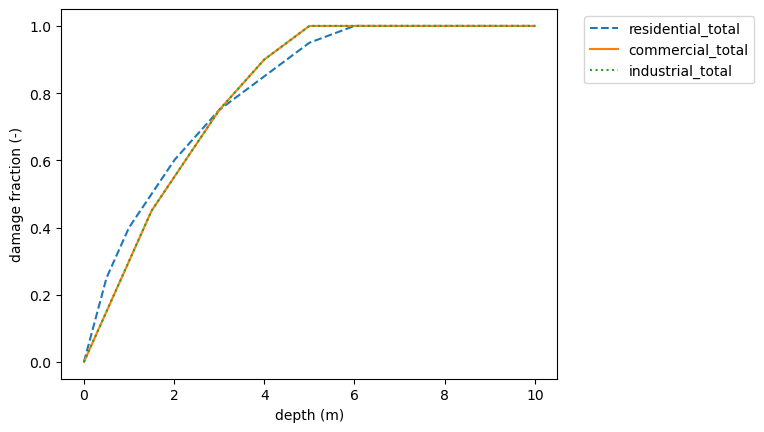 1.0
0.8
0.6
0.4
0.2
0.0
damage fraction (-)
0 2 4 6 8 10
depth (m)
residential_total
commercial_total
industrial_total